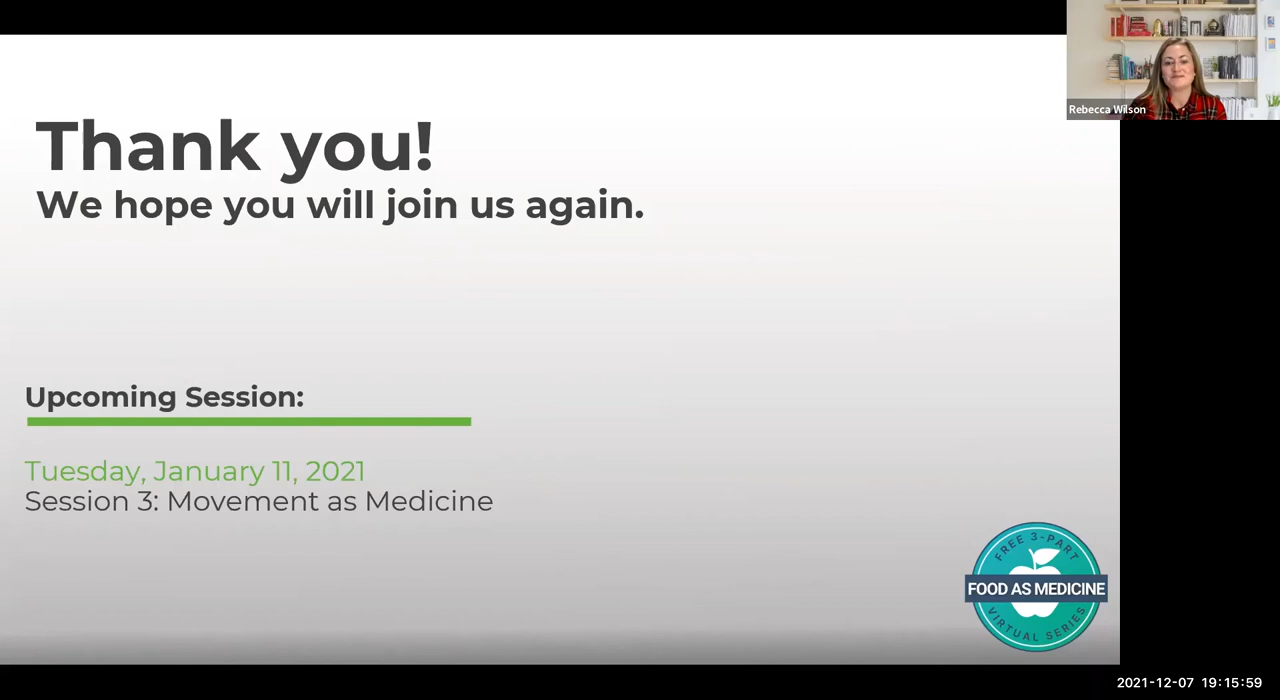 Rebecca Wilson
Thank you!
We hope you will join us again.
Upcoming Session:
Tuesday, January 11, 2021
Session 3: Movement as Medicine
FREE 3-PART
FOOD AS MEDICINE
VIRTUAL SERIES
2021-12-07 19:15:59